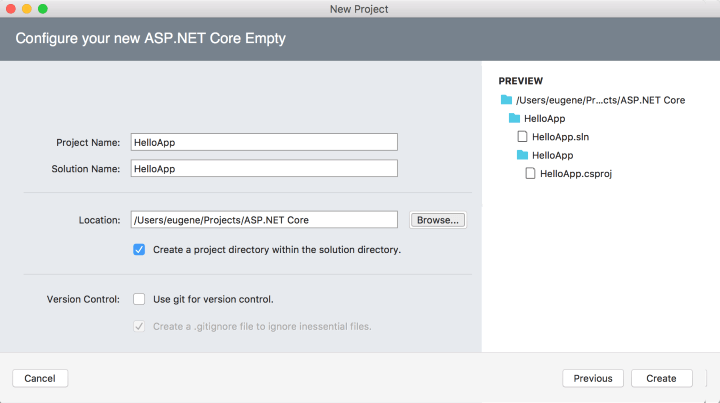 New Project
Configure your new ASP.NET Core Empty
Project Name: HelloApp
Solution Name: HelloApp
Location: /Users/eugene/Projects/ASP.NET Core Browse...
Create a project directory within the solution directory.
Version Control: Use git for version control.
Create a .gitignore file to ignore inessential files.
PREVIEW
/Users/eugene/Pr...cts/ASP.NET Core
HelloApp
HelloApp.sln
HelloApp
HelloApp.csproj
Cancel Previous Create